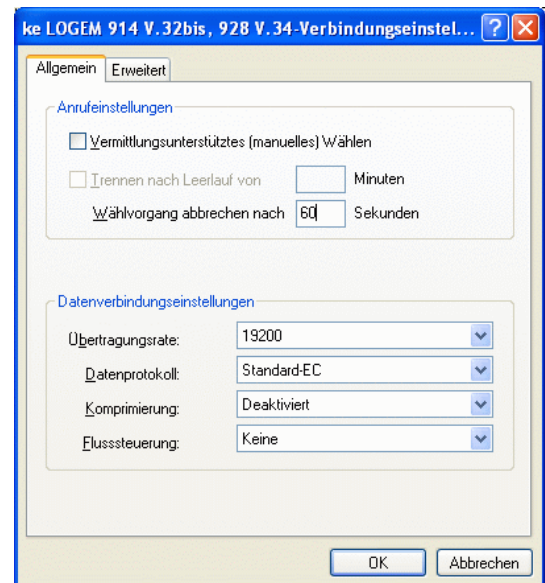 ke LOGEM 914 V.32bis, 928 V.34-Verbindungseinstel... ?
Allgemein Erweitert
Anrufeinstellungen
Vermittlungsunterstütztes (manuelles) Wählen
Trennen nach Leerlauf von Minuten
Wählvorgang abbrechen nach 60 Sekunden
Datenverbindungseinstellungen
Übertragungsrate: 19200
Datenprotokoll: Standard-EC
Komprimierung: Deaktiviert
Flusssteuerung: Keine
OK Abbrechen